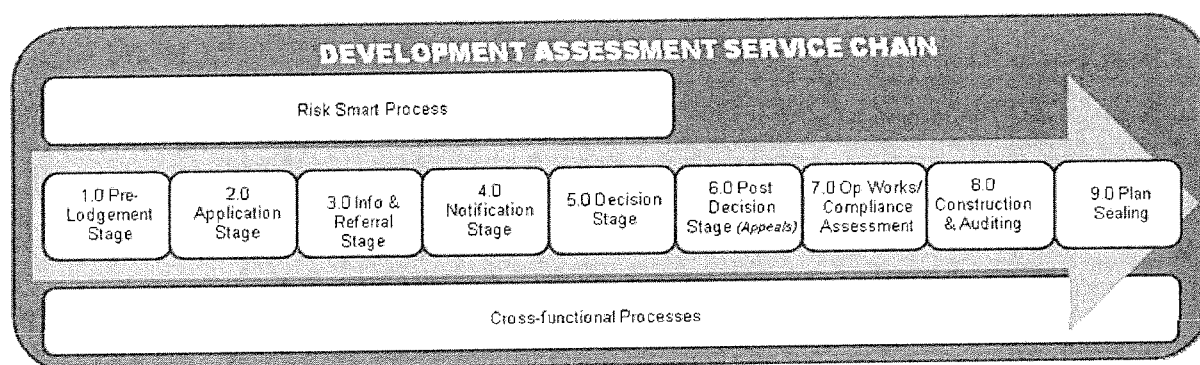 DEVELOPMENT ASSESSMENT SERVICE CHAIN
Risk Smart Process
1.0 Pre-
Lodgement
Stage
2.0
Application
Stage
3.0 Info &
Referral
Stage
4.0
Notification
Stage
5.0 Decision
Stage
6.0 Post
Decision
Stage (Appeals)
7.0 Op Works/
Compliance
Assessment
8.0
Construction
& Auditing
9.0 Plan
Sealing
Cross-functional Processes